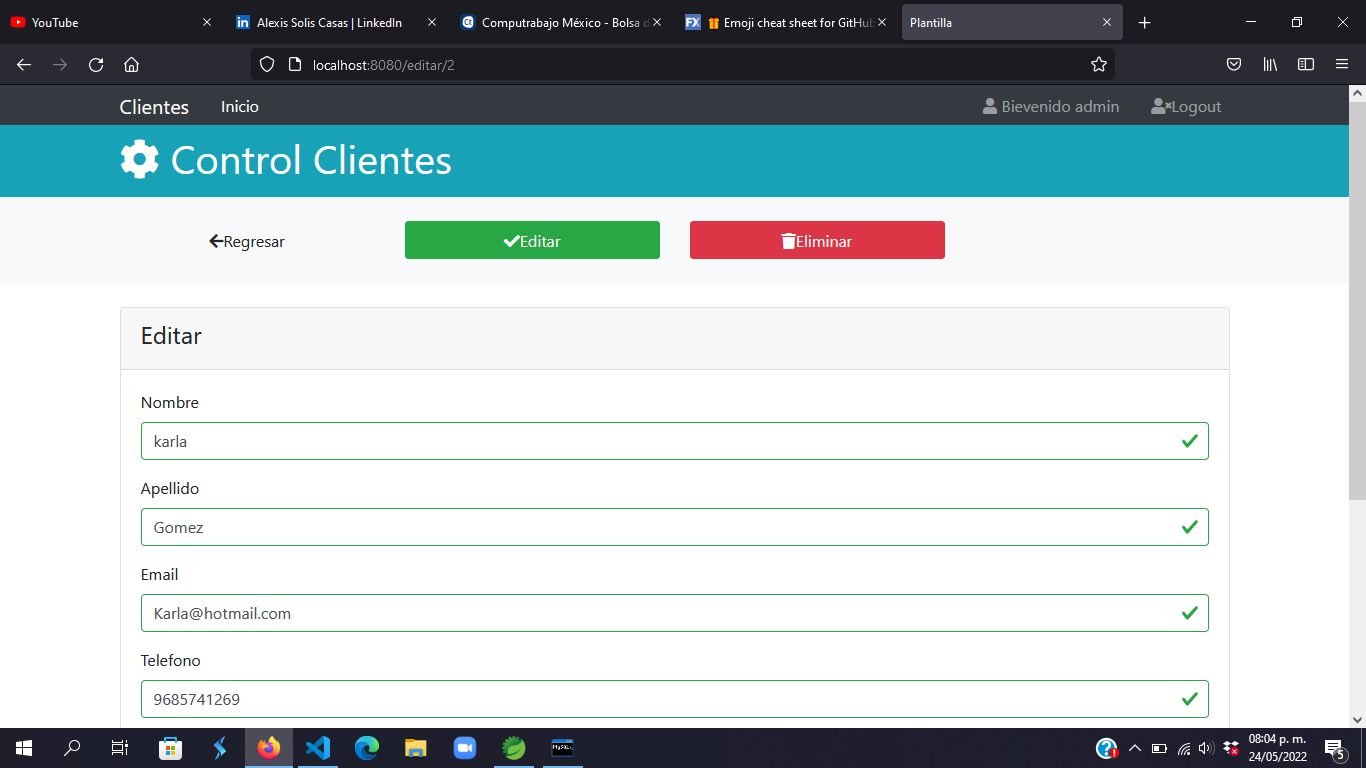 YouTube
Alexis Solis Casas | LinkedIn
Computrabajo México - Bolsa d
Emoji cheat sheet for GitHub
Plantilla
localhost:8080/editar/2
Clientes Inicio Bievenido admin Logout
Control Clientes
Regresar Editar Eliminar
Editar
Nombre
karla
Apellido
Gomez
Email
Karla@hotmail.com
Telefono
9685741269
08:04 p. m.
24/05/2022
5